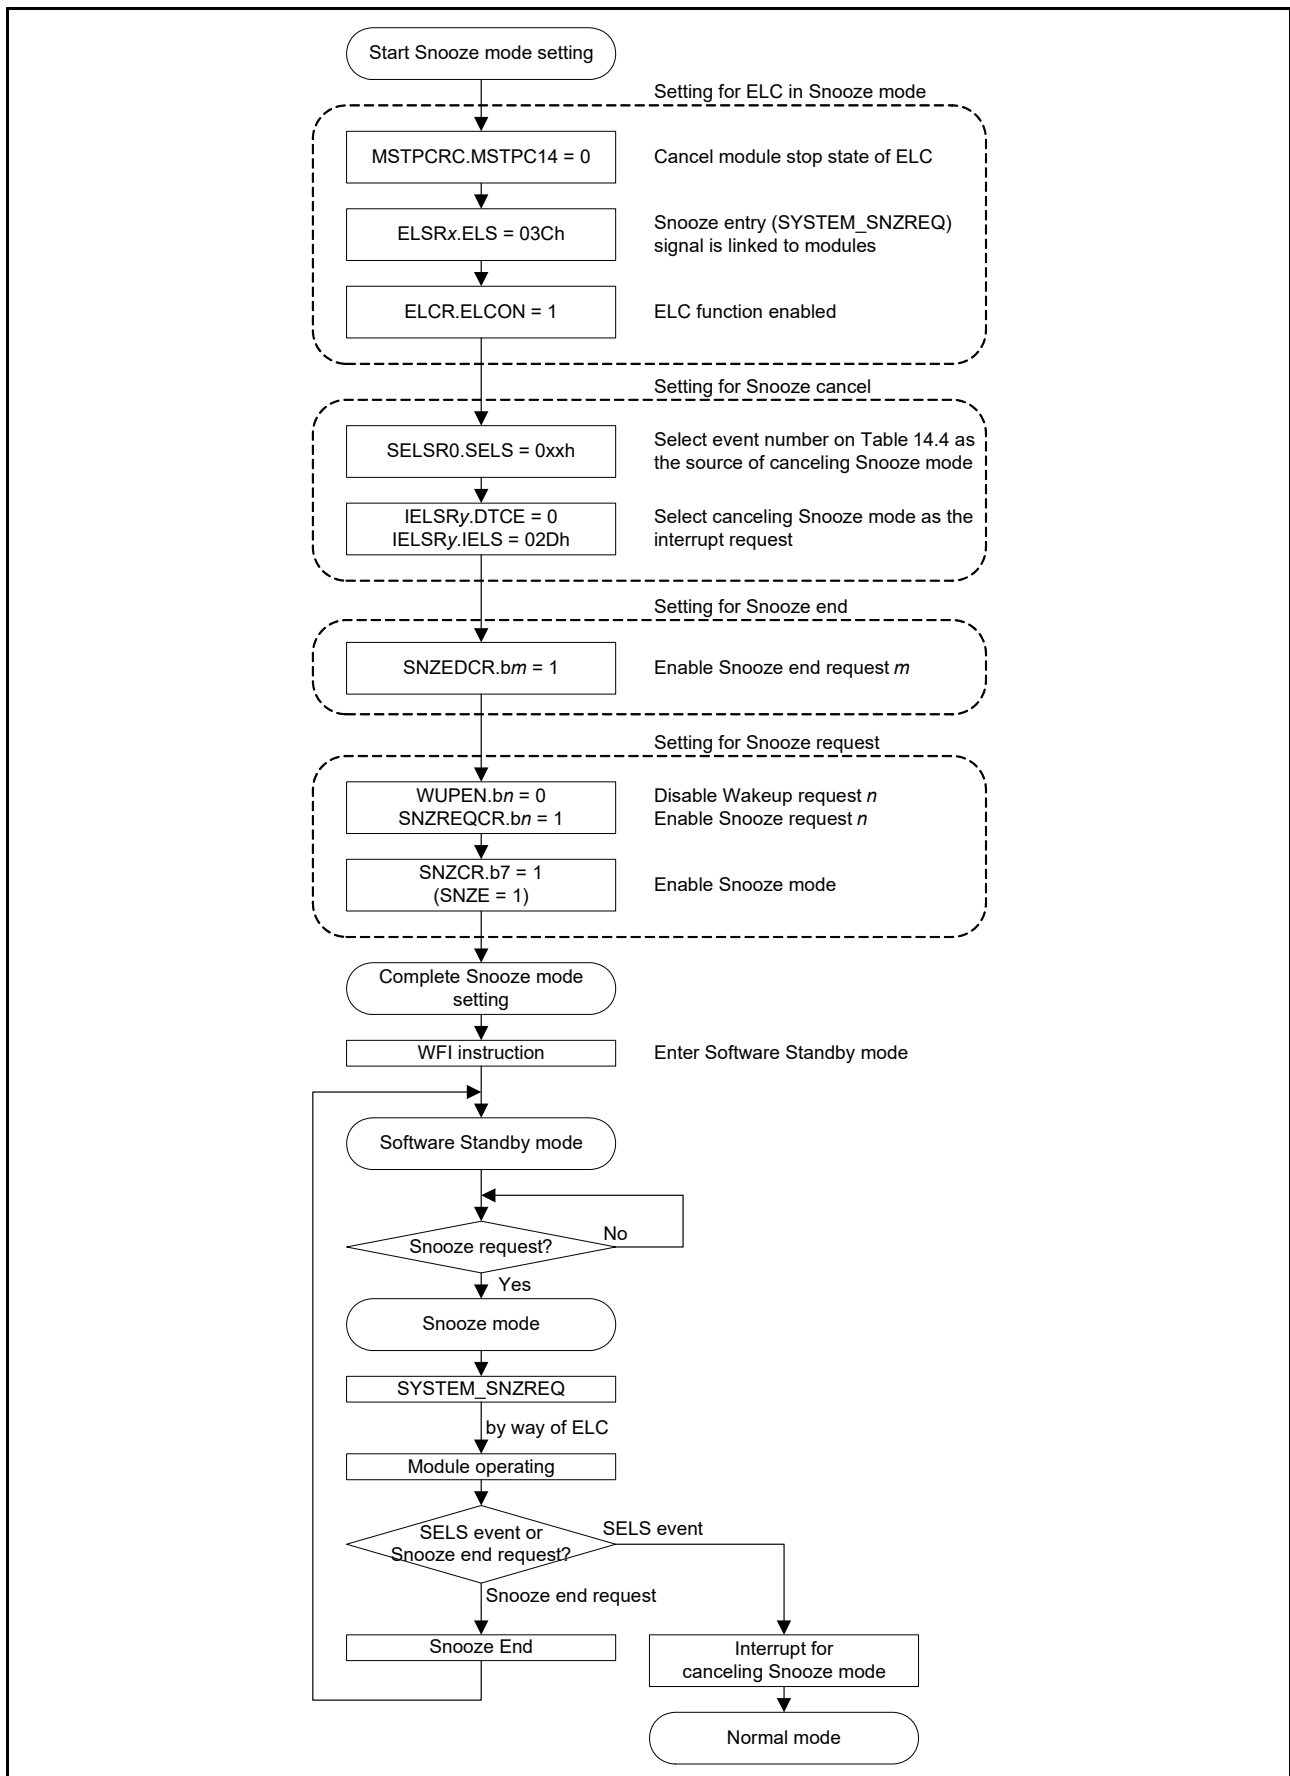 Start Snooze mode setting
Setting for ELC in Snooze mode
MSTPCRC.MSTPC14 = 0
Cancel module stop state of ELC
ELSRx.ELS = 03Ch
Snooze entry (SYSTEM_SNZREQ)
signal is linked to modules
ELCR.ELCON = 1
ELC function enabled
Setting for Snooze cancel
SELSR0.SELS = 0xxh
Select event number on Table 14.4 as
the source of canceling Snooze mode
IELSRy.DTCE = 0
IELSRy.IELS = 02Dh
Select canceling Snooze mode as the
interrupt request
Setting for Snooze end
SNZEDCR.bm = 1
Enable Snooze end request m
Setting for Snooze request
WUPEN.bn = 0
SNZREQCR.bn = 1
Disable Wakeup request n
Enable Snooze request n
SNZCR.b7 = 1
(SNZE = 1)
Enable Snooze mode
Complete Snooze mode
setting
WFI instruction
Enter Software Standby mode
Software Standby mode
Snooze request?
No
Yes
Snooze mode
SYSTEM_SNZREQ
by way of ELC
Module operating
SELS event or
Snooze end request?
SELS event
Snooze end request
Snooze End
Interrupt for
canceling Snooze mode
Normal mode